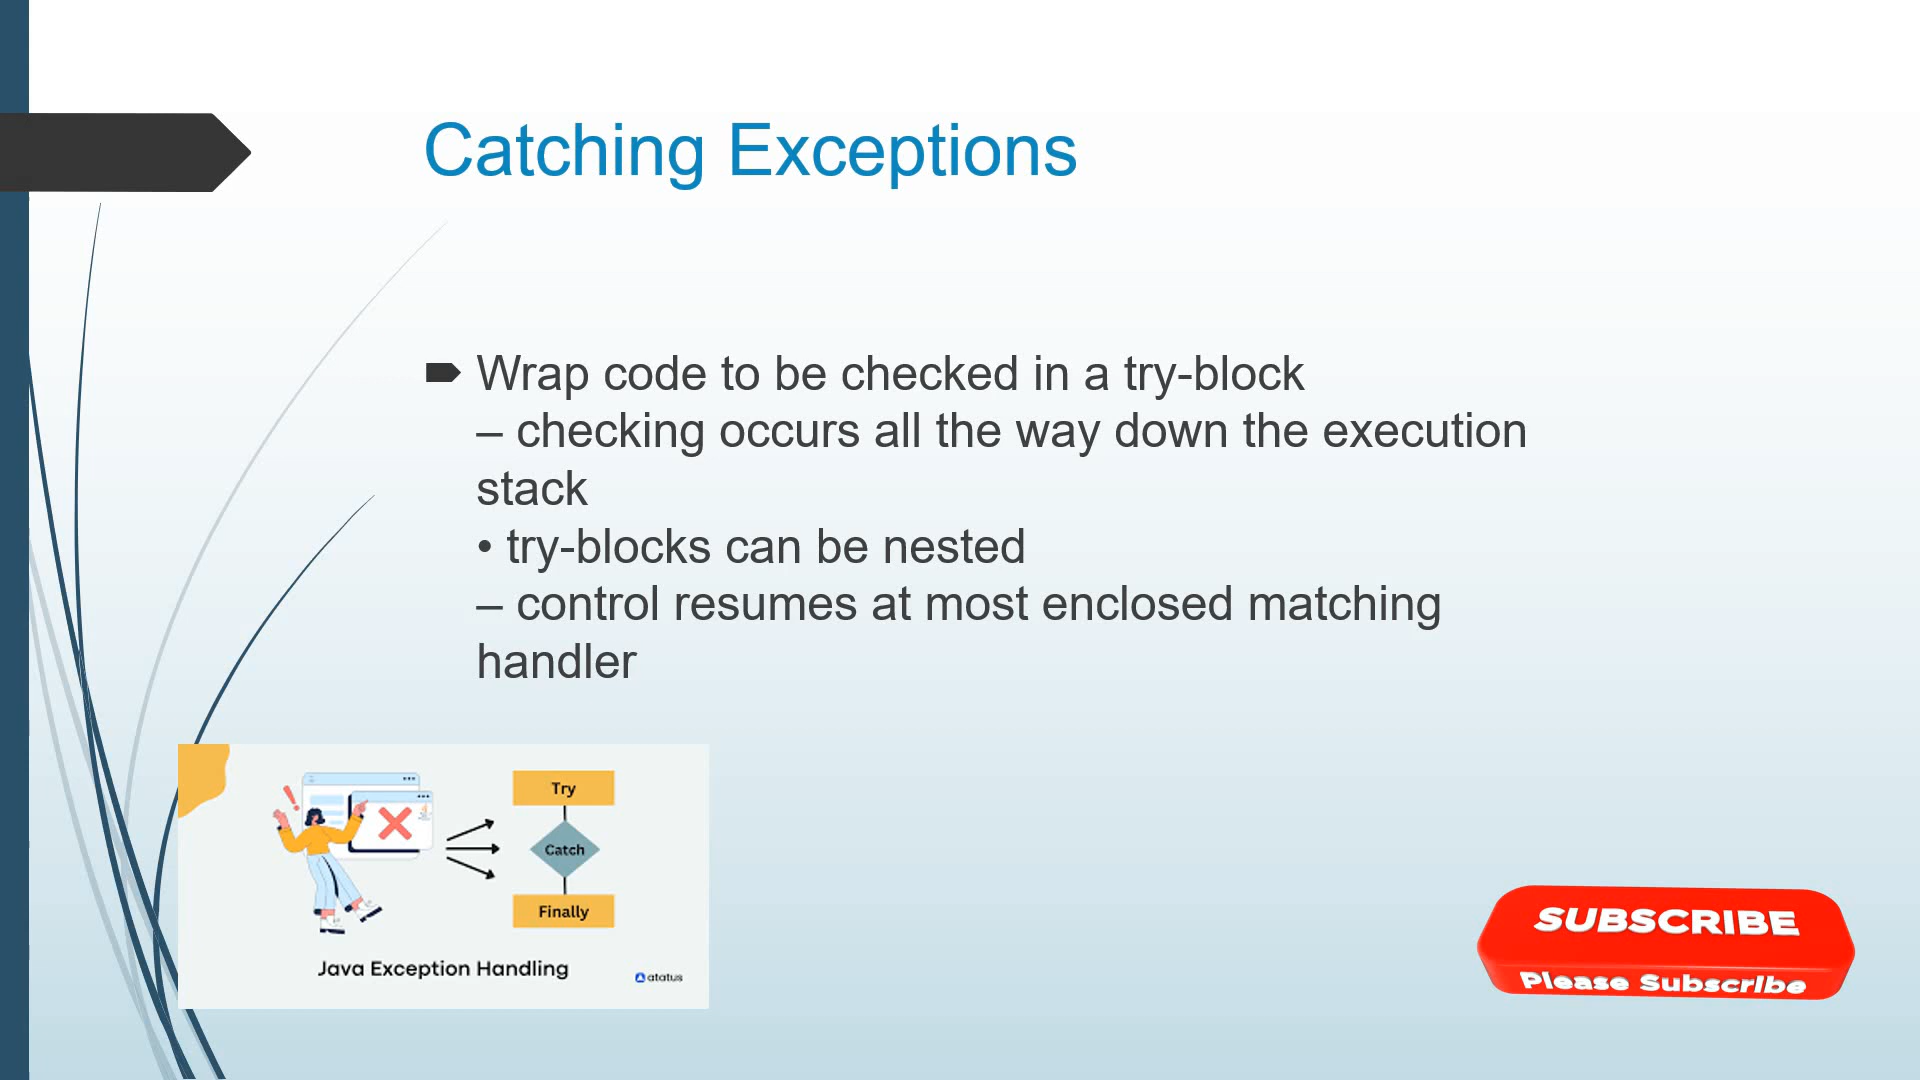 Catching Exceptions
Wrap code to be checked in a try-block
– checking occurs all the way down the execution
stack
• try-blocks can be nested
– control resumes at most enclosed matching
handler
Try
Catch
Finally
Java Exception Handling
atatus
SUBSCRIBE
Please Subscribe